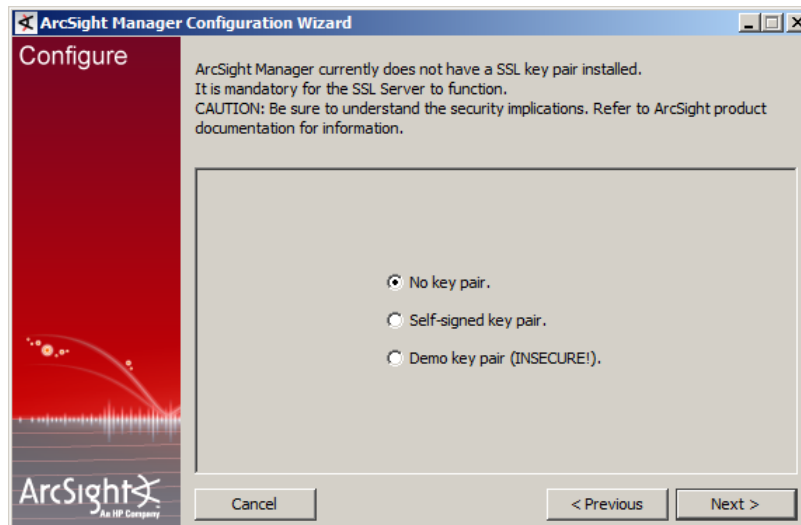 ArcSight Manager Configuration Wizard
Configure
ArcSight Manager currently does not have a SSL key pair installed.
It is mandatory for the SSL Server to function.
CAUTION: Be sure to understand the security implications. Refer to ArcSight product
documentation for information.
No key pair.
Self-signed key pair.
Demo key pair (INSECURE!).
ArcSight
An HP Company
Cancel
< Previous
Next >